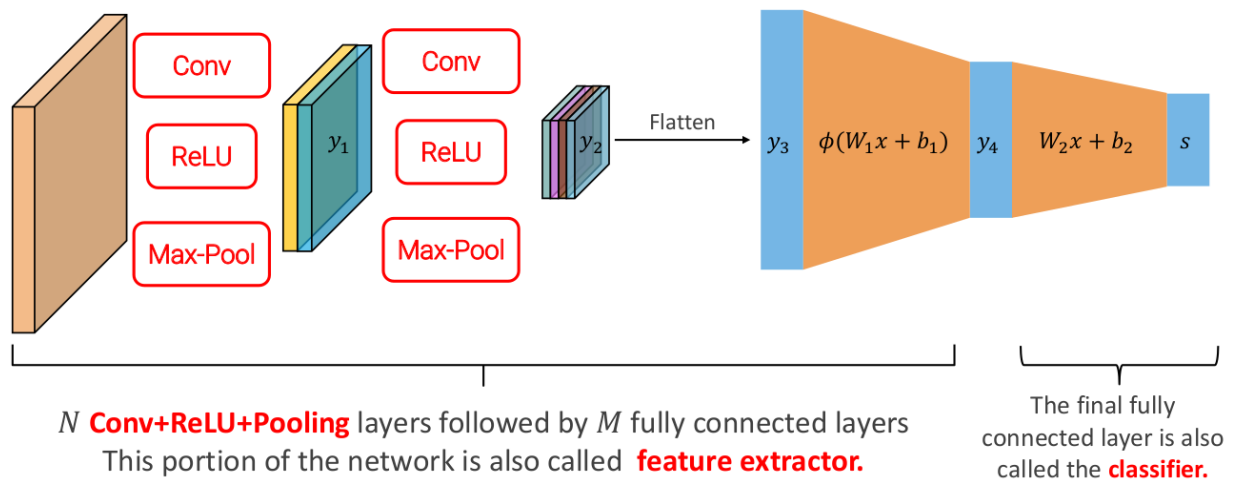 Conv
ReLU
Max-Pool
y₁
Conv
ReLU
Max-Pool
y₂
Flatten
y₃
ϕ(W₁x + b₁)
y₄
W₂x + b₂
s
N Conv+ReLU+Pooling layers followed by M fully connected layers
This portion of the network is also called feature extractor.
The final fully
connected layer is also
called the classifier.